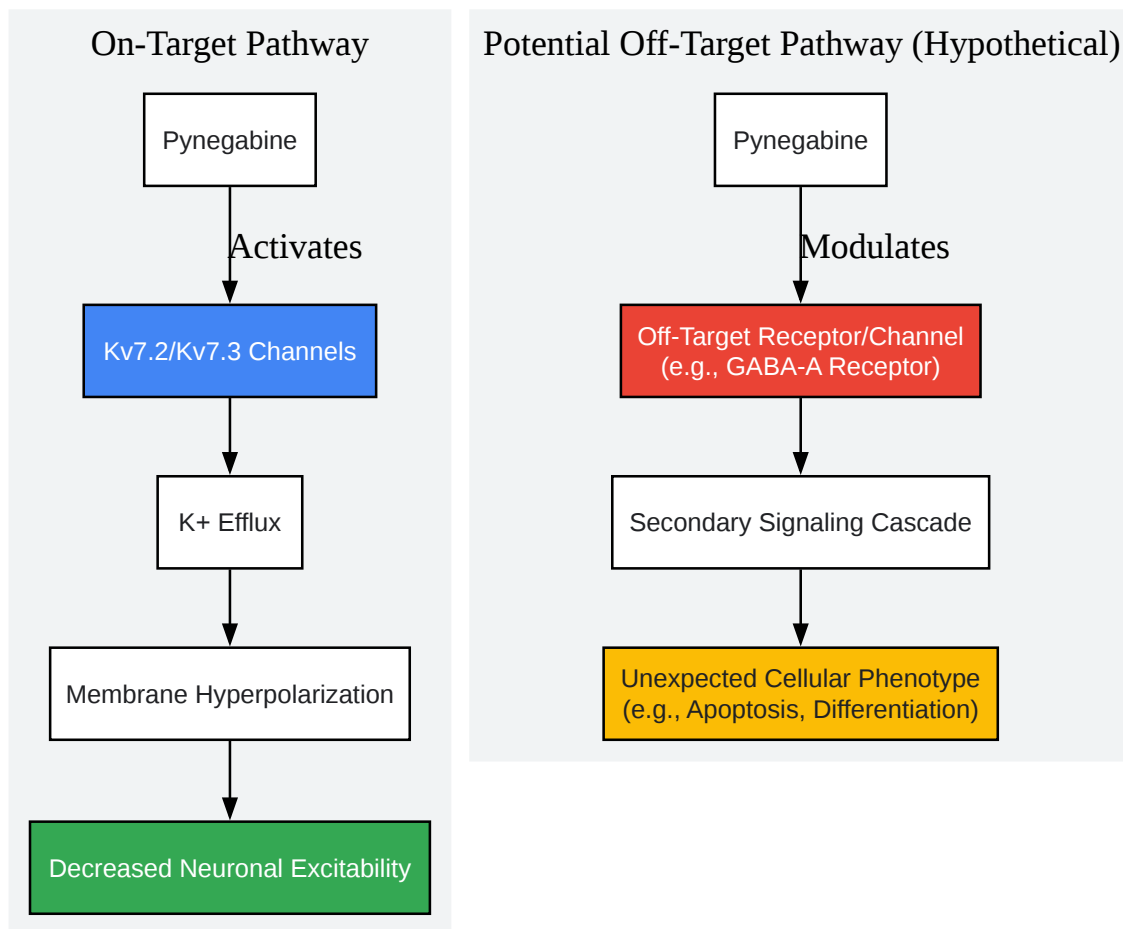 On-Target Pathway
Pynegabine
Activates
Kv7.2/Kv7.3 Channels
K+ Efflux
Membrane Hyperpolarization
Decreased Neuronal Excitability
Potential Off-Target Pathway (Hypothetical)
Pynegabine
Modulates
Off-Target Receptor/Channel
(e.g., GABA-A Receptor)
Secondary Signaling Cascade
Unexpected Cellular Phenotype
(e.g., Apoptosis, Differentiation)